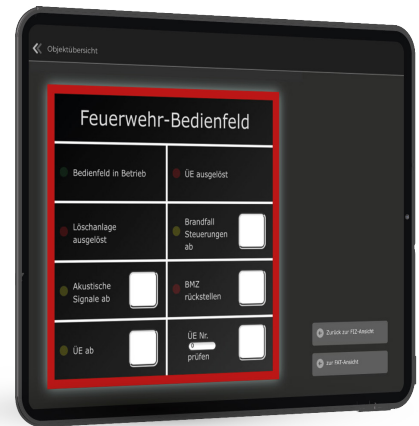 Objektübersicht
Feuerwehr-Bedienfeld
Bedienfeld in Betrieb
ÜE ausgelöst
Löschanlage
ausgelöst
Brandfall
Steuerungen
ab
Akustische
Signale ab
BMZ
rückstellen
ÜE ab
ÜE Nr.
prüfen
Zurück zur FIZ-Ansicht
zur FAT-Ansicht